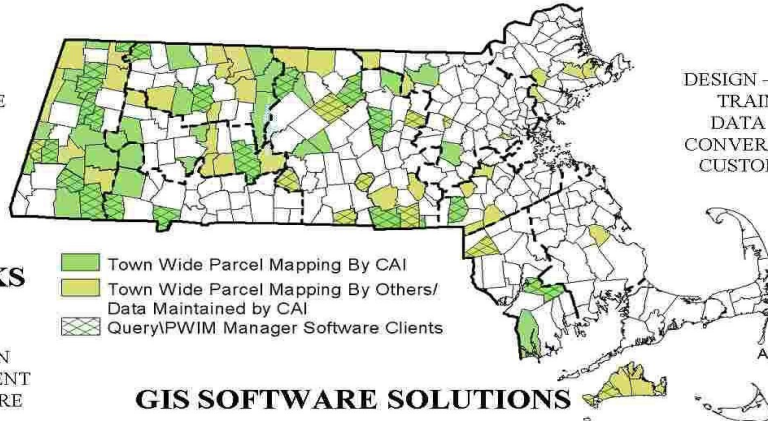 DESIGN –
TRAIN
DATA
CONVER
CUSTO
E
Town Wide Parcel Mapping By CAI
Town Wide Parcel Mapping By Others/
Data Maintained by CAI
Query\PWIM Manager Software Clients
KS
N
ENT
RE
A
GIS SOFTWARE SOLUTIONS